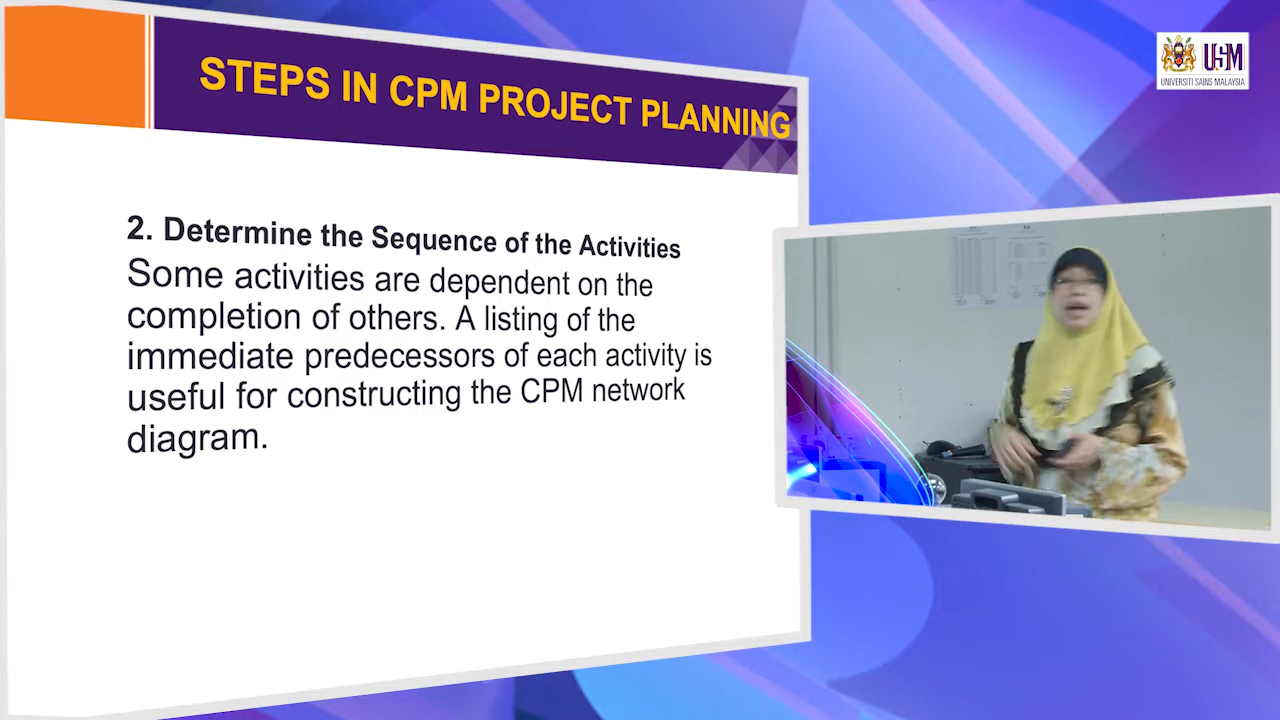 STEPS IN CPM PROJECT PLANNING
2. Determine the Sequence of the Activities
Some activities are dependent on the
completion of others. A listing of the
immediate predecessors of each activity is
useful for constructing the CPM network
diagram.
USM
UNIVERSITI SAINS MALAYSIA